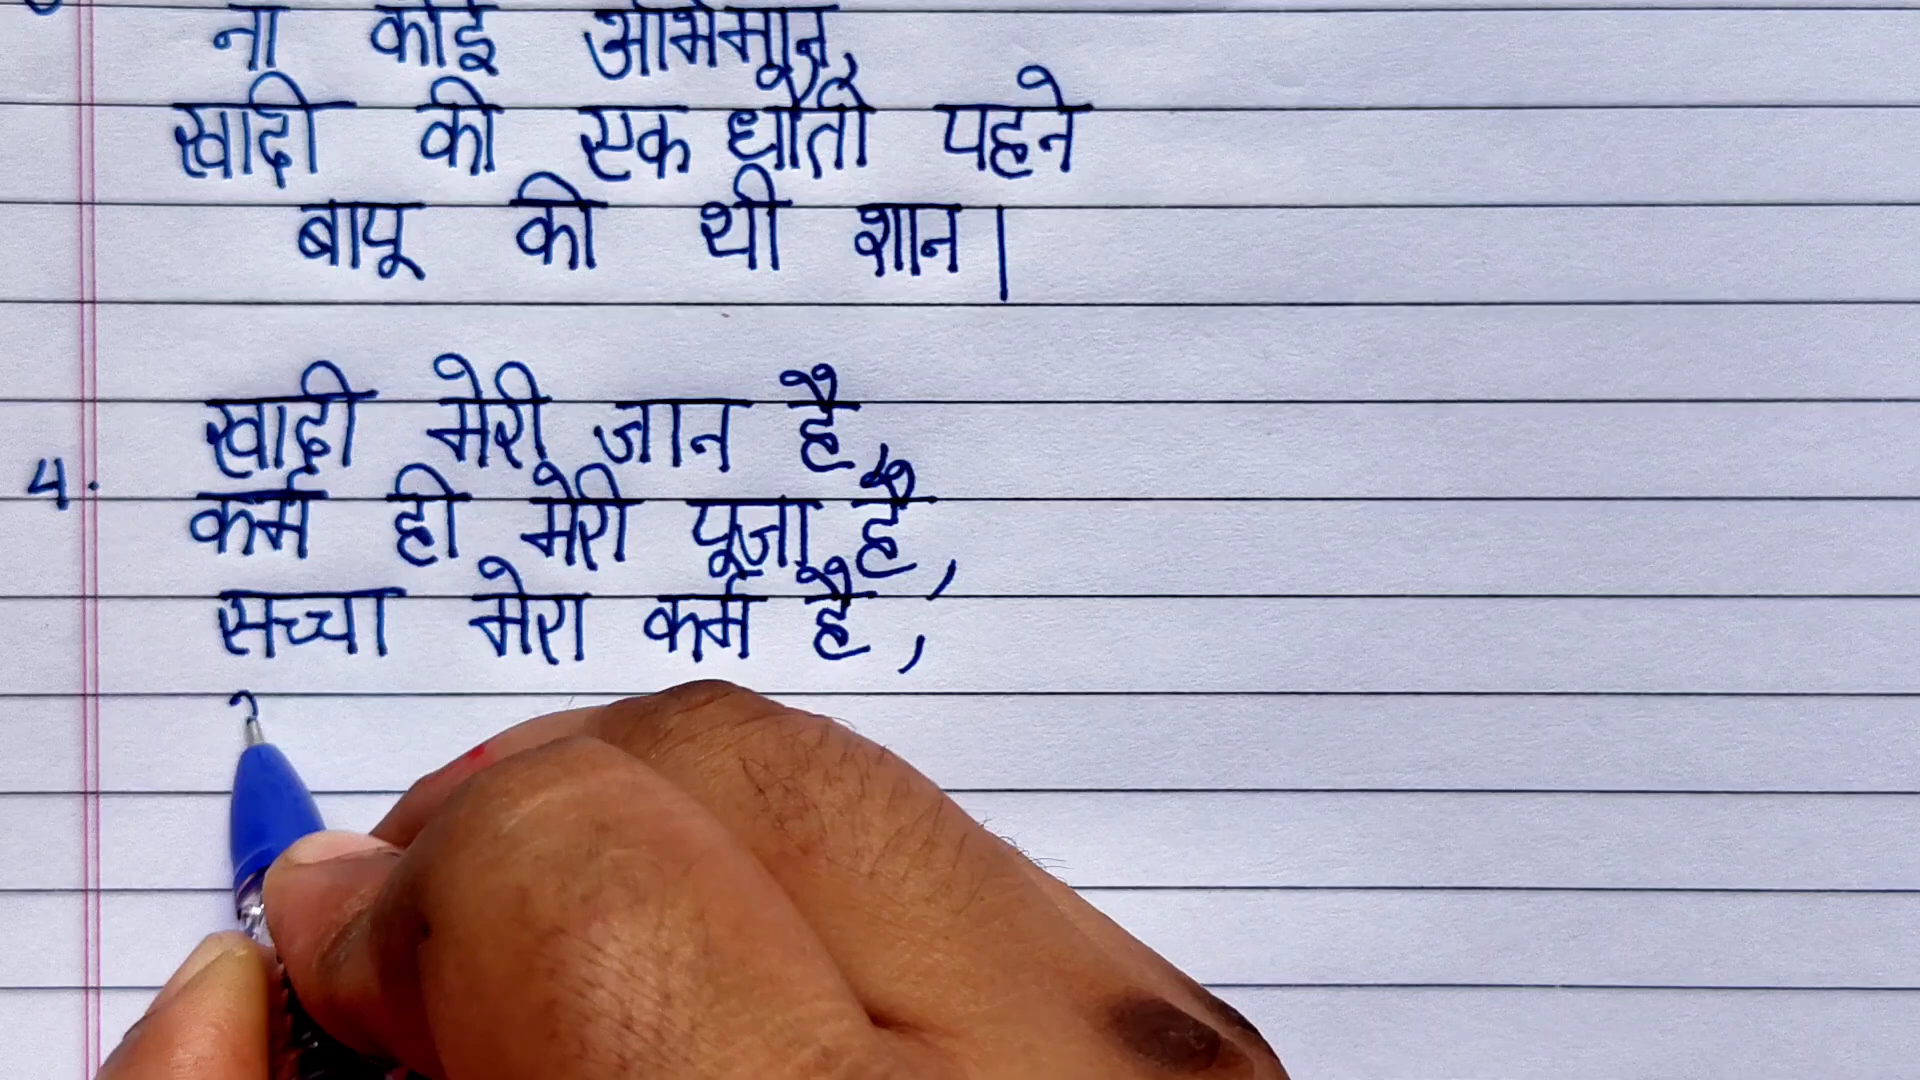 ना कोई अभिमान,
खादी की एक धोती पहने
बापू की थी शान।
खादी मेरी जान है,
4. कर्म ही मेरी पूजा है,
सच्चा मेरा कर्म है,